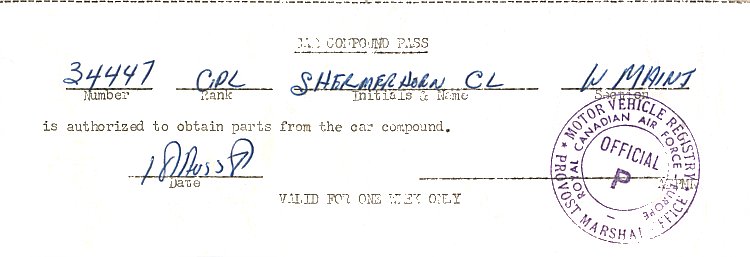 CAR COMPOUND PASS
34447 CPL SHERMERHORN CL W MAINT
Number Rank Initials & Name Section
is authorized to obtain parts from the car compound.
Date
VALID FOR ONE WEEK ONLY
MOTOR VEHICLE REGISTRY
PROVOST MARSHAL OFFICE
ROYAL CANADIAN AIR FORCE - EUROPE
OFFICIAL
P